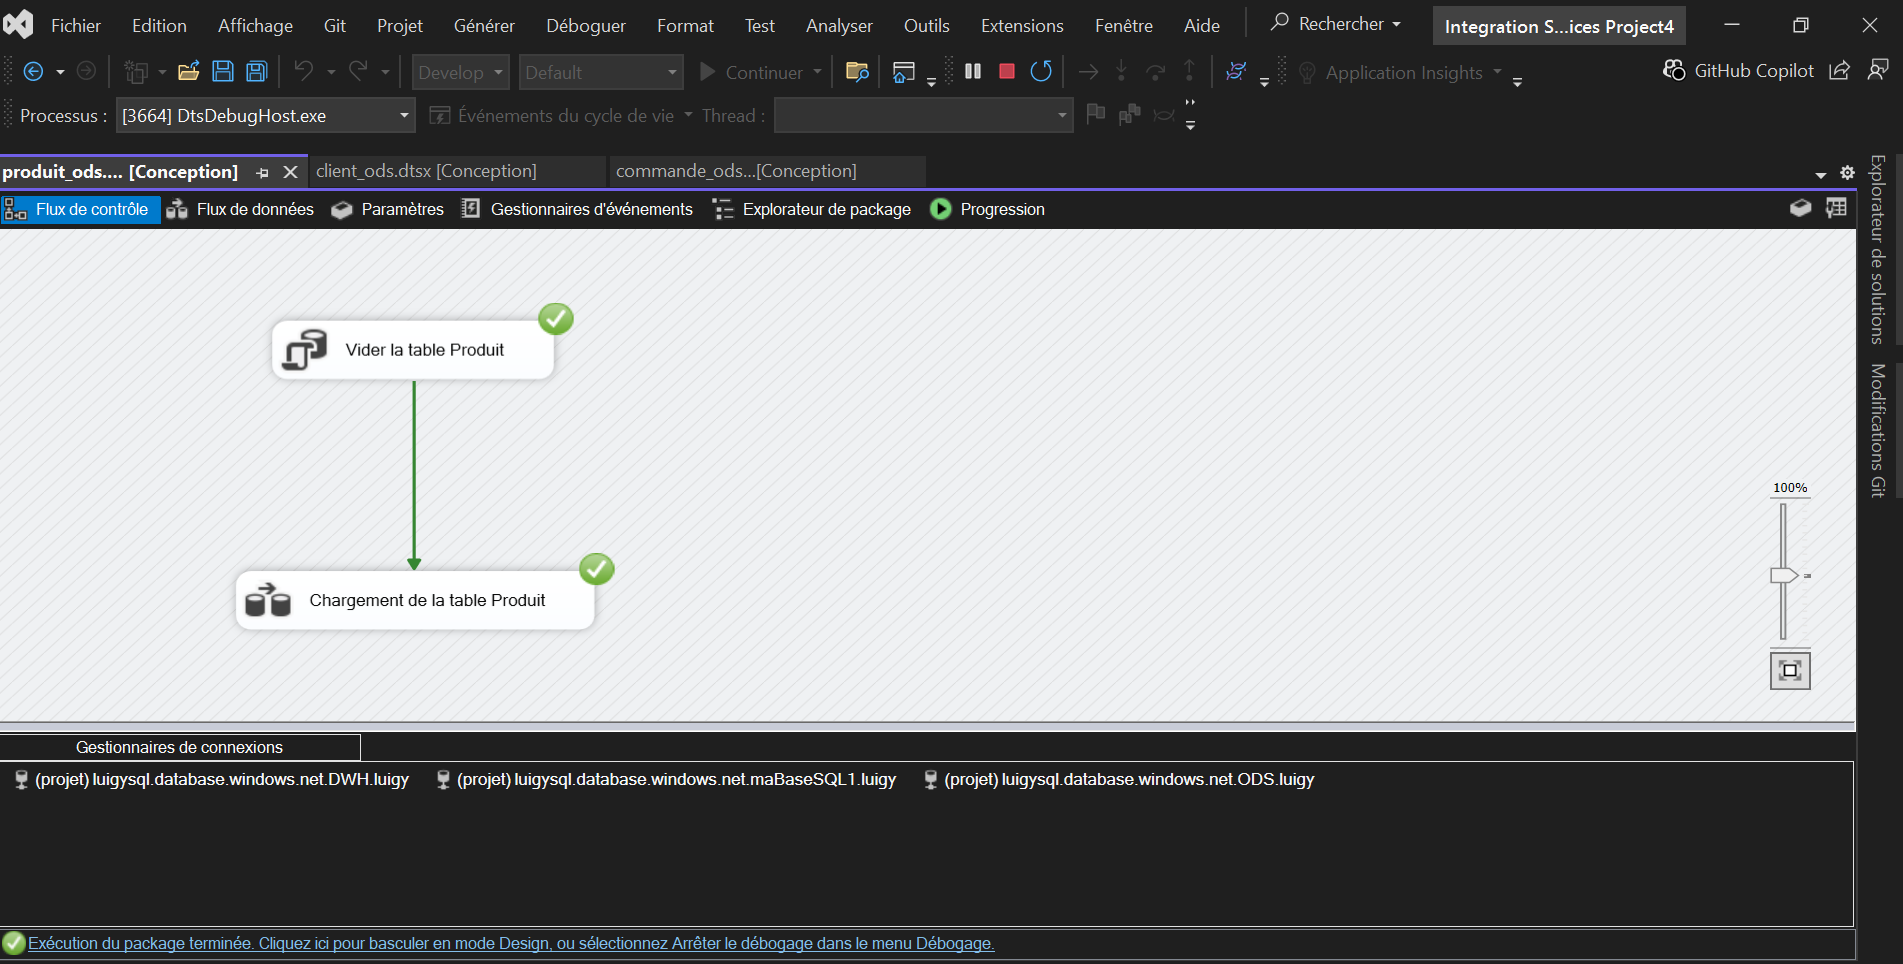 Fichier Edition Affichage Git Projet Générer Déboguer Format Test Analyser Outils Extensions Fenêtre Aide Rechercher Integration S...ices Project4
Develop Default Continuer Application Insights GitHub Copilot
Processus : [3664] DtsDebugHost.exe Événements du cycle de vie Thread :
produit_ods.... [Conception] client_ods.dtsx [Conception] commande_ods...[Conception]
Flux de contrôle Flux de données Paramètres Gestionnaires d'événements Explorateur de package Progression
Explorateur de solutions
Modifications Git
Vider la table Produit
100%
Chargement de la table Produit
Gestionnaires de connexions
(projet) luigysql.database.windows.net.DWH.luigy (projet) luigysql.database.windows.net.maBaseSQL1.luigy (projet) luigysql.database.windows.net.ODS.luigy
Exécution du package terminée. Cliquez ici pour basculer en mode Design, ou sélectionnez Arrêter le débogage dans le menu Débogage.